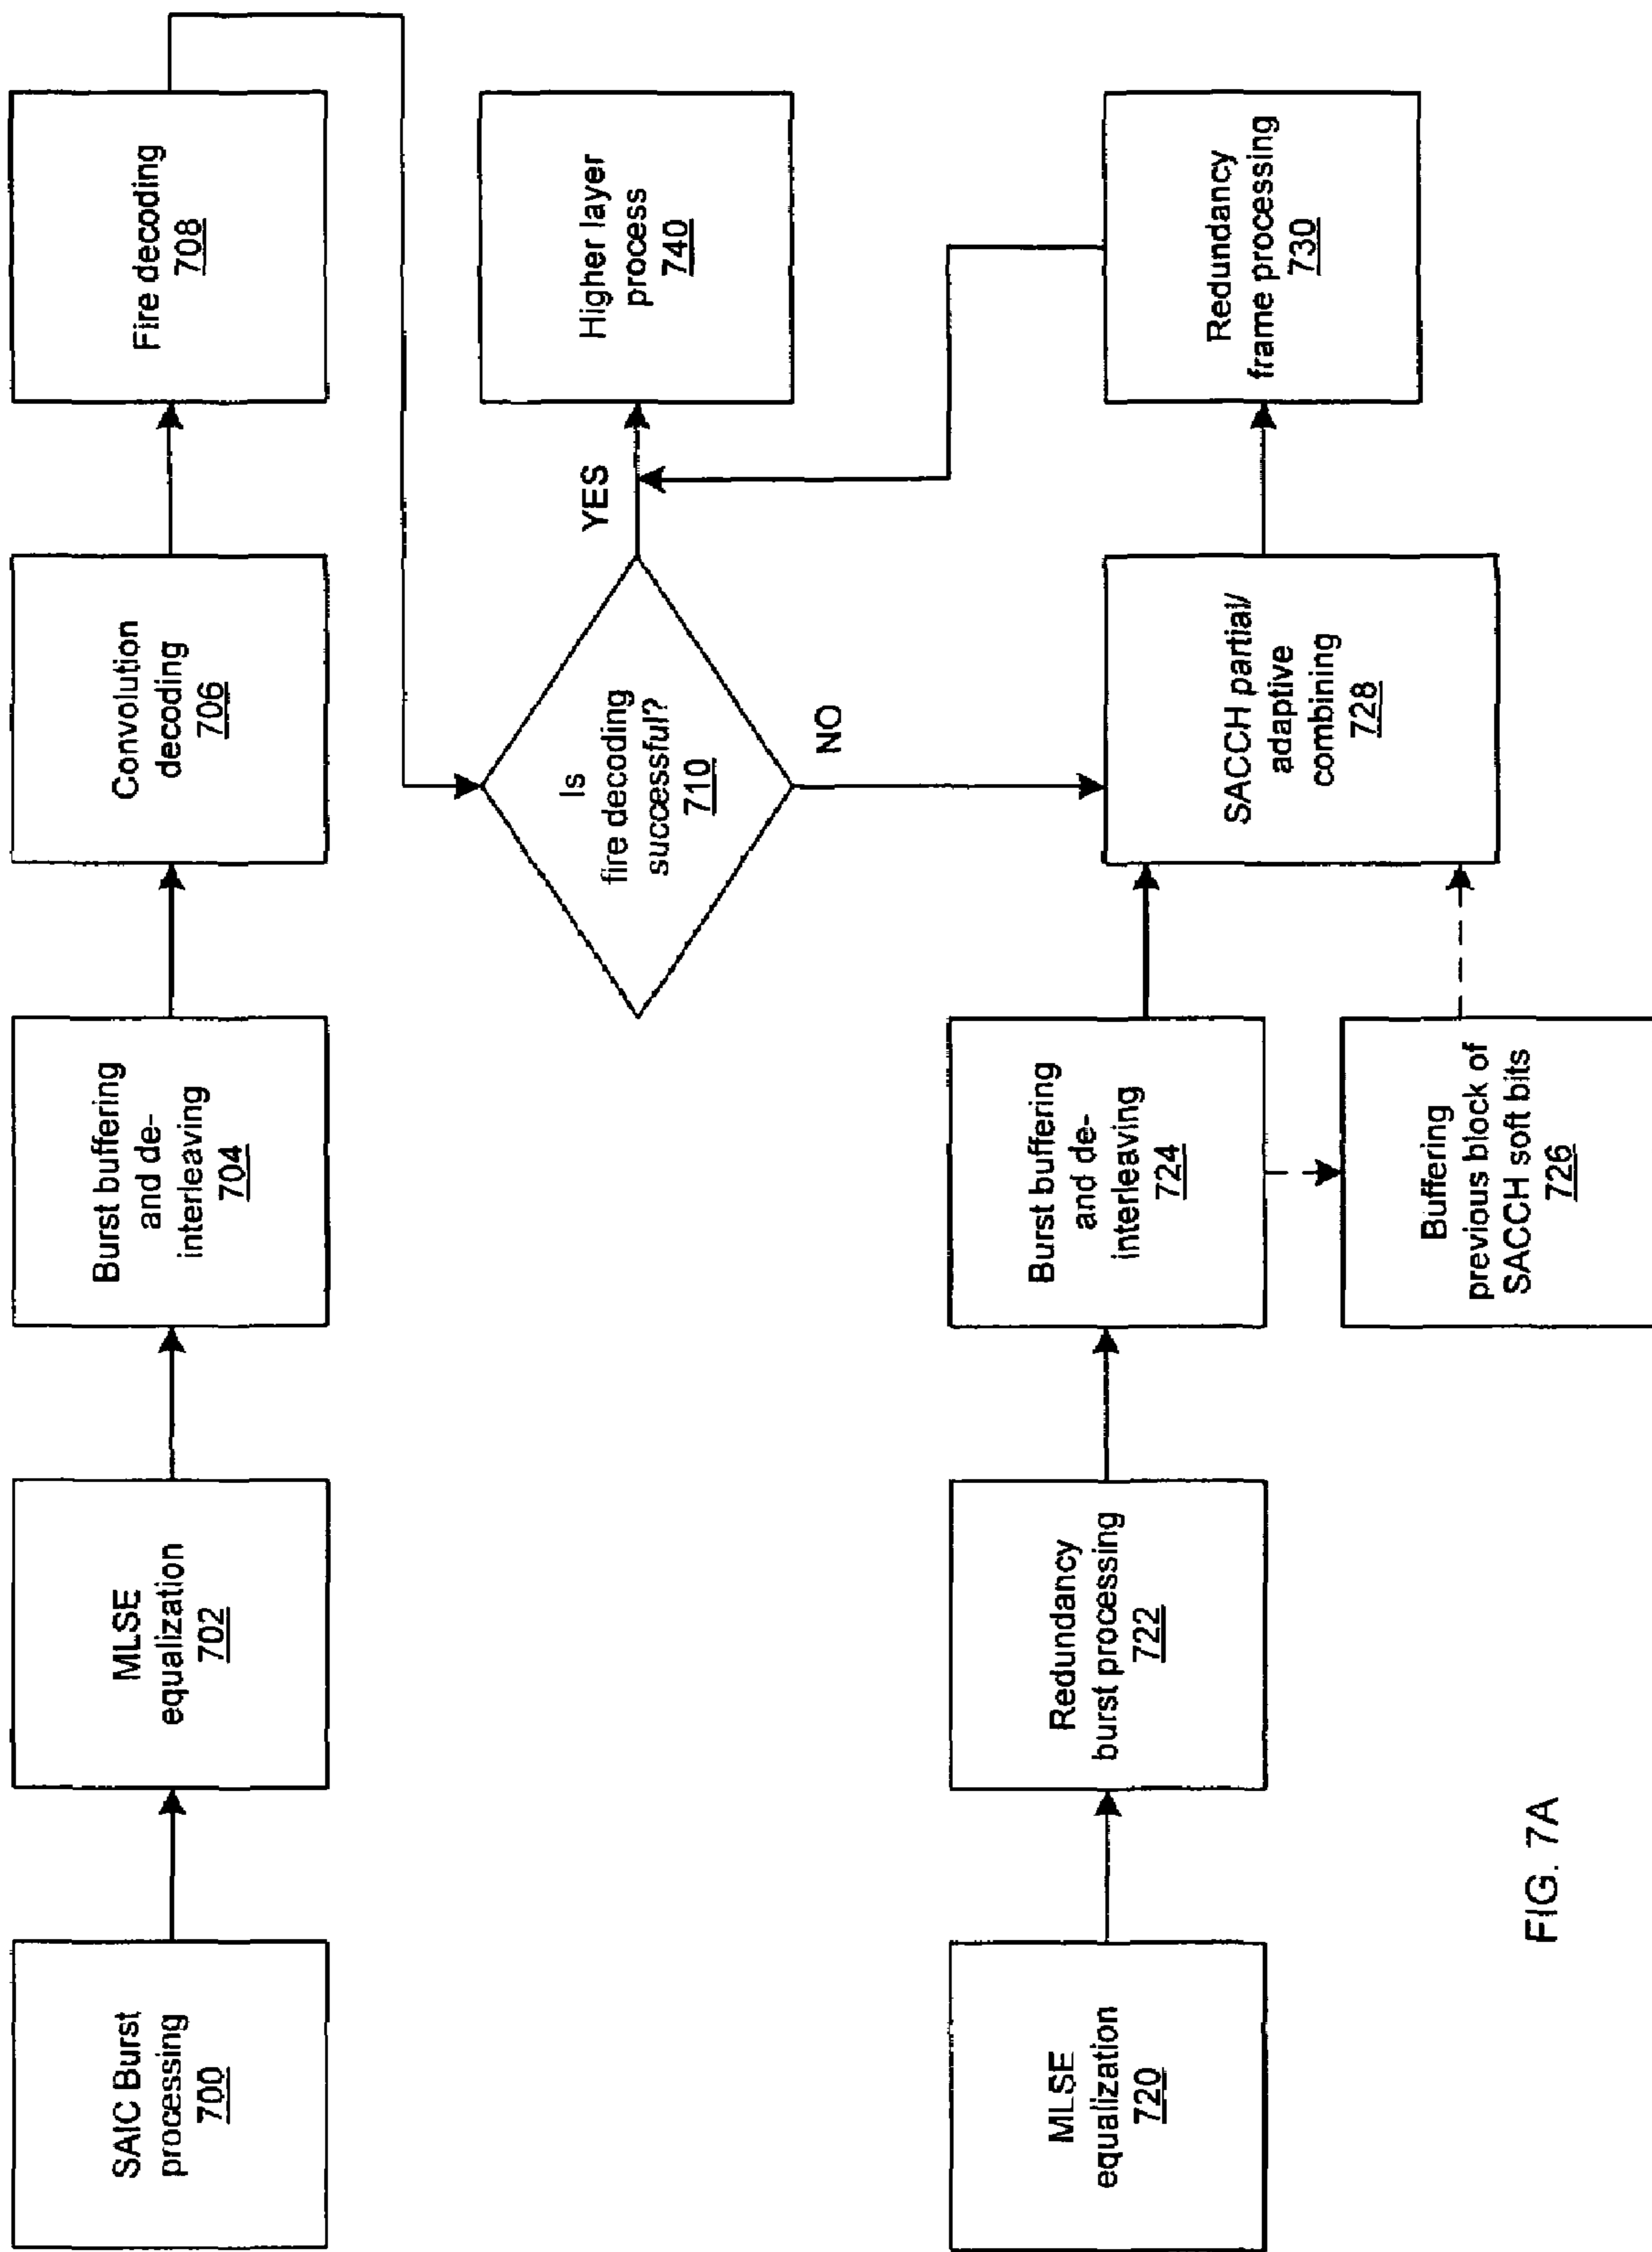 SAIC Burst
processing
700
MLSE
equalization
702
Burst buffering
and de-
interleaving
704
Convolution
decoding
706
Fire decoding
708
Is
fire decoding
successful?
710
YES
NO
Higher layer
process
740
MLSE
equalization
720
Redundancy
burst processing
722
Burst buffering
and de-
interleaving
724
Buffering
previous block of
SACCH soft bits
726
SACCH partial/
adaptive
combining
728
Redundancy
frame processing
730
FIG. 7A